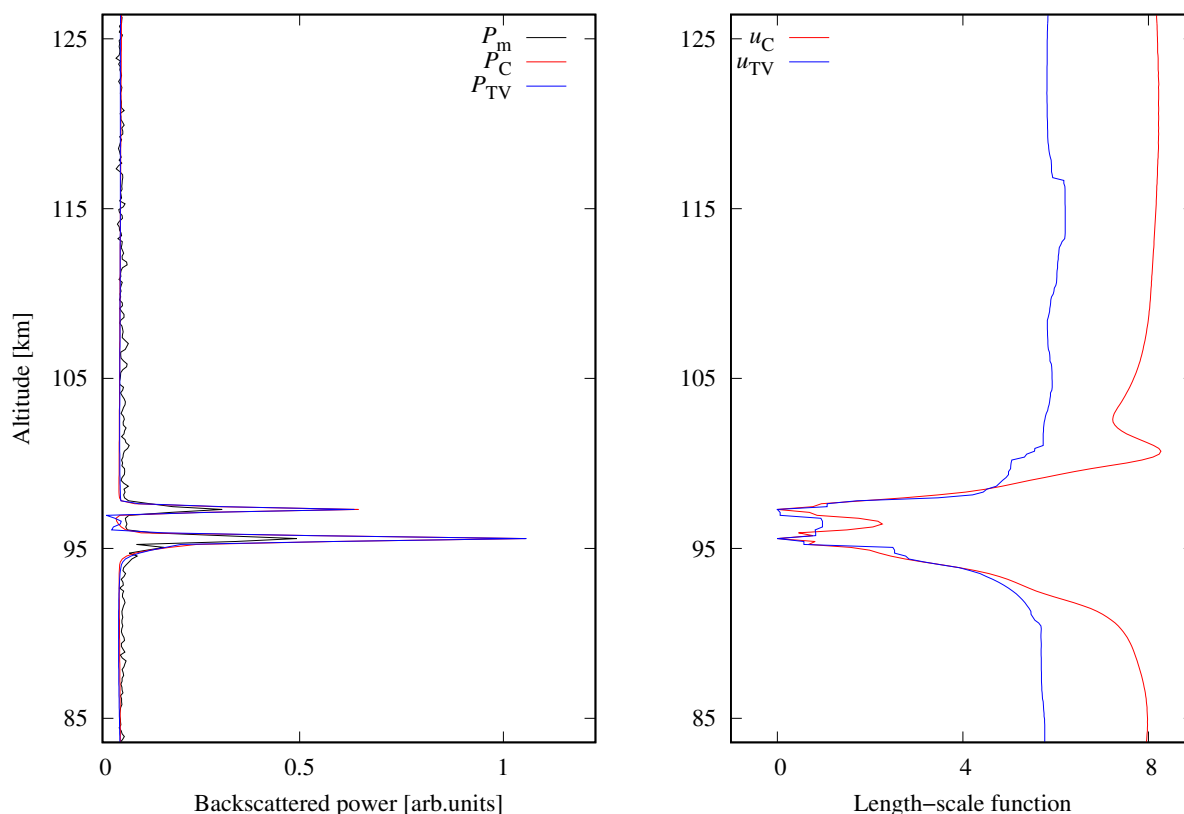 125
115
105
95
85
Altitude [km]
P_m
P_C
P_TV
0
0.5
1
Backscattered power [arb.units]
u_C
u_TV
125
115
105
95
85
0
4
8
Length−scale function